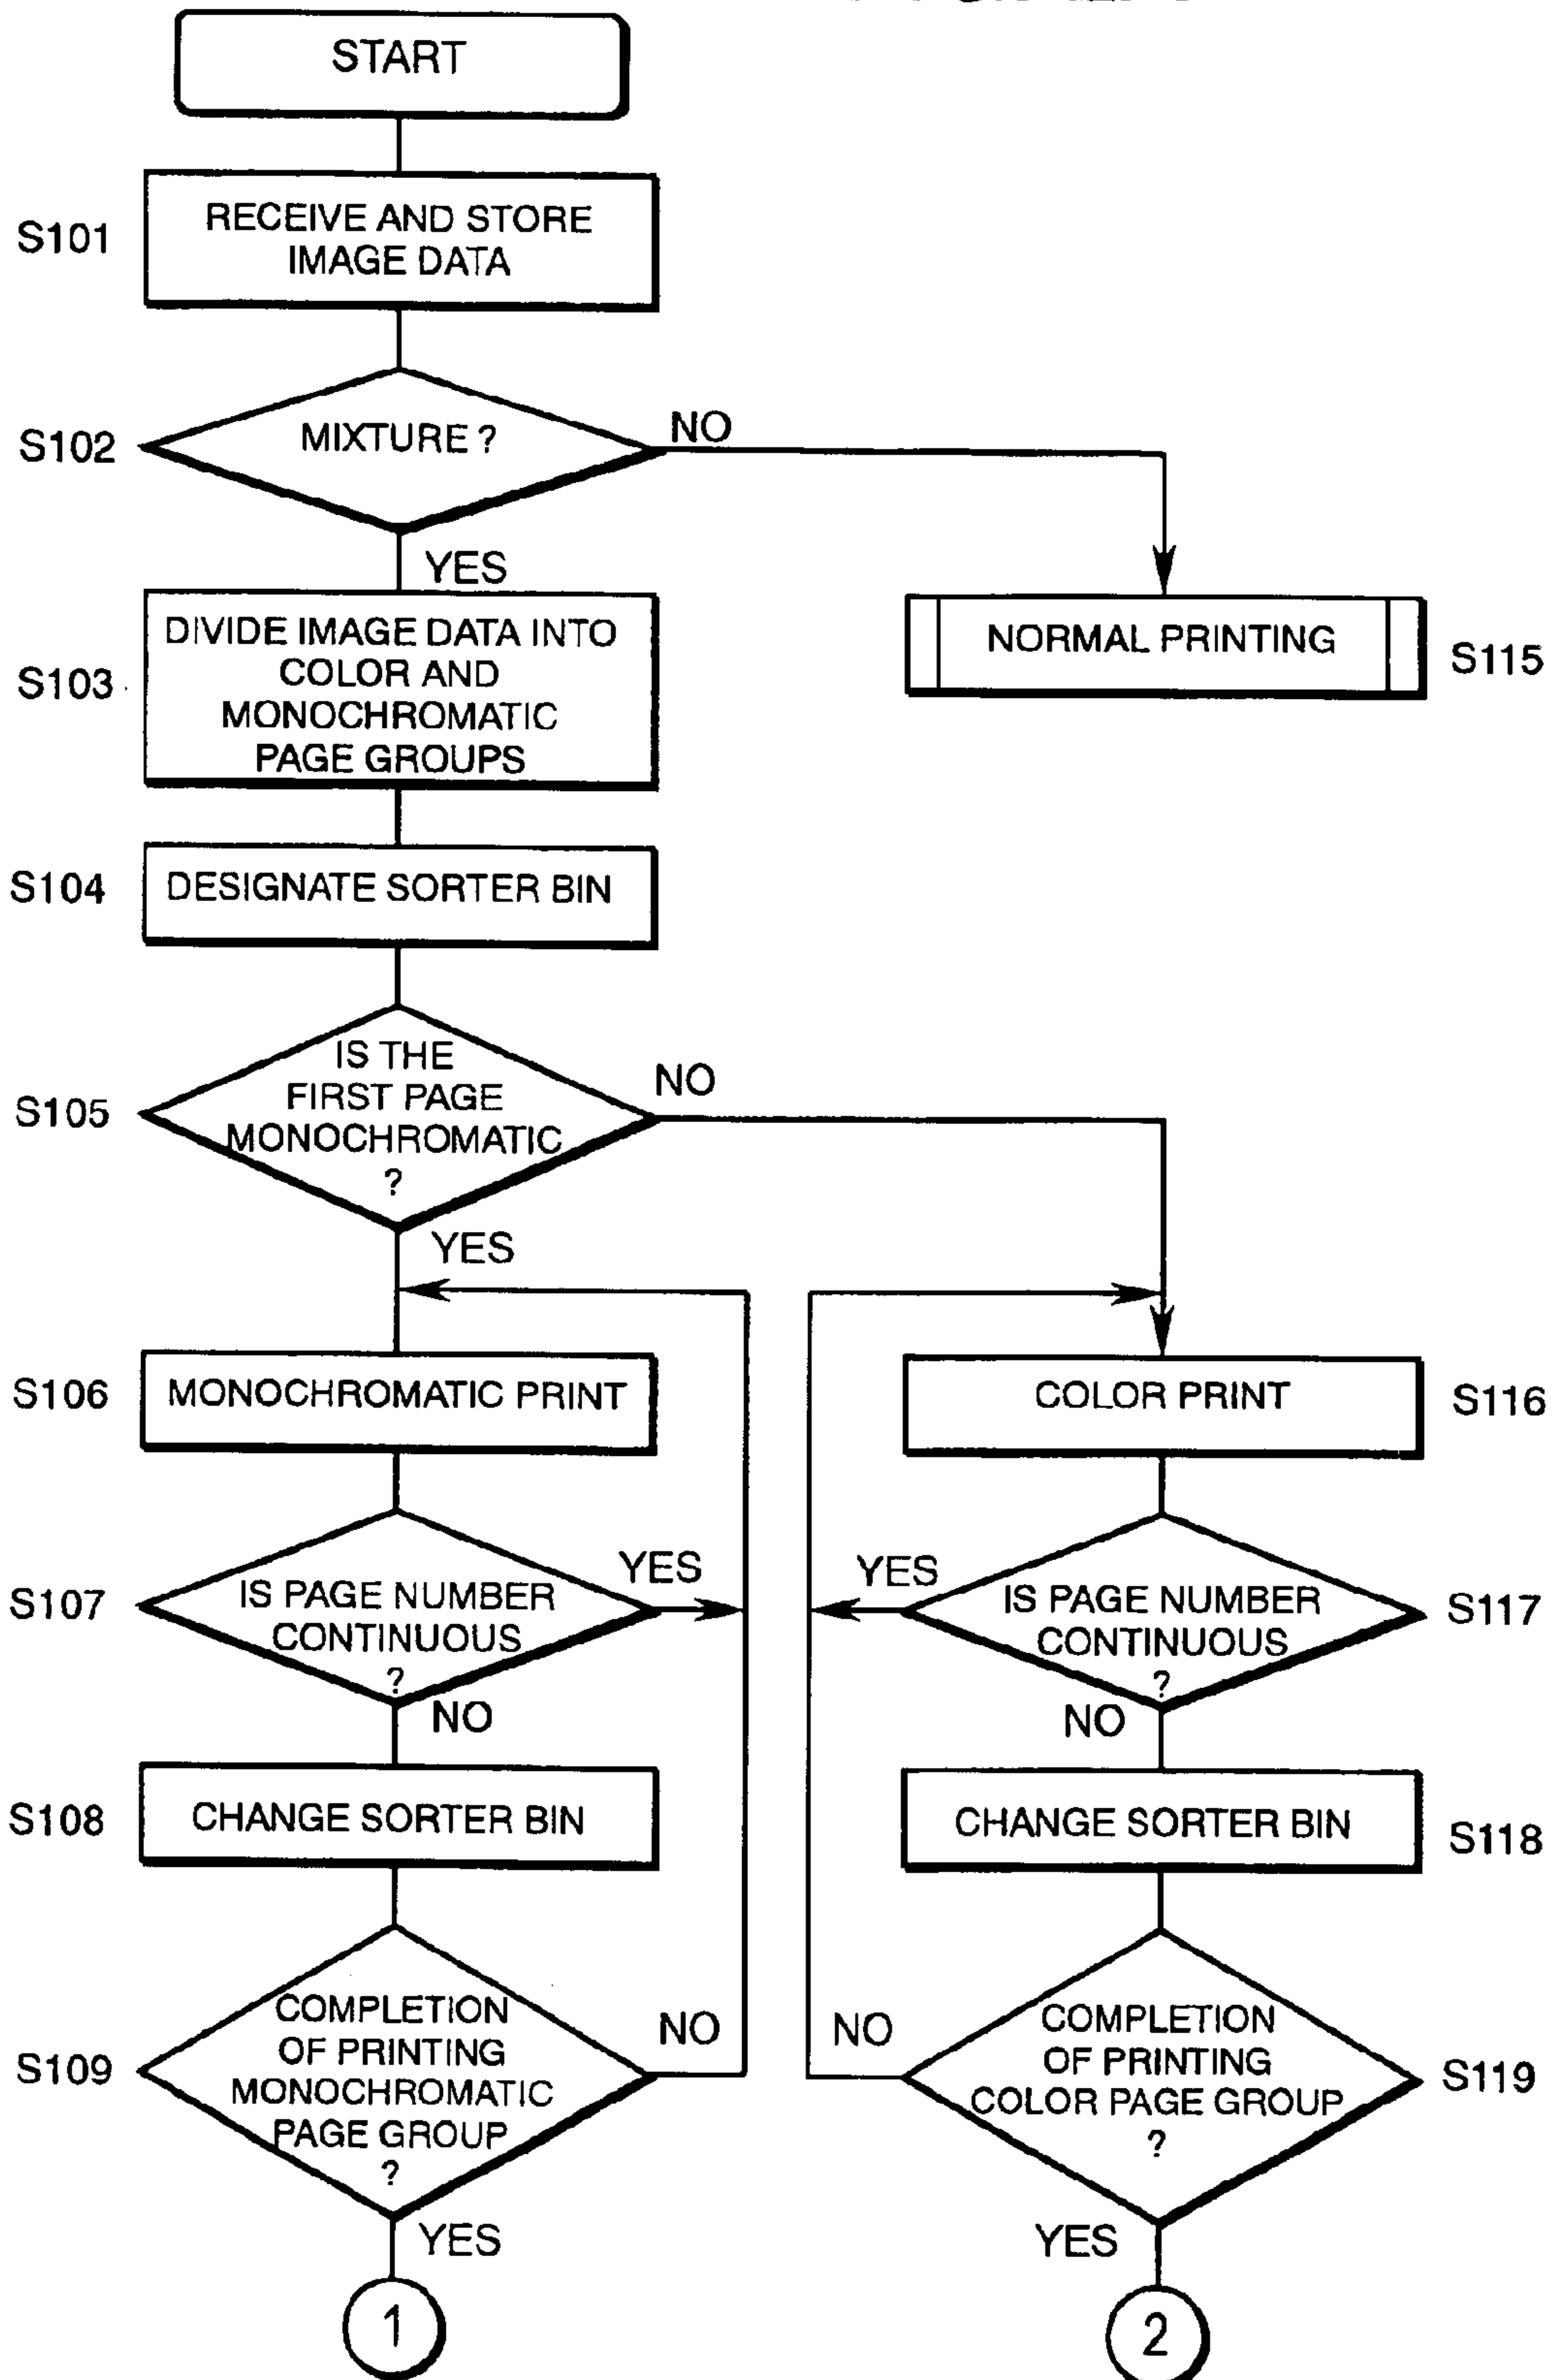 START
S101
RECEIVE AND STORE
IMAGE DATA
S102
MIXTURE ?
NO
YES
S103
DIVIDE IMAGE DATA INTO
COLOR AND
MONOCHROMATIC
PAGE GROUPS
NORMAL PRINTING
S115
S104
DESIGNATE SORTER BIN
S105
IS THE
FIRST PAGE
MONOCHROMATIC
?
NO
YES
S106
MONOCHROMATIC PRINT
COLOR PRINT
S116
S107
IS PAGE NUMBER
CONTINUOUS
?
YES
NO
YES
IS PAGE NUMBER
CONTINUOUS
?
S117
NO
S108
CHANGE SORTER BIN
CHANGE SORTER BIN
S118
S109
COMPLETION
OF PRINTING
MONOCHROMATIC
PAGE GROUP
?
NO
YES
NO
COMPLETION
OF PRINTING
COLOR PAGE GROUP
?
S119
YES
1
2